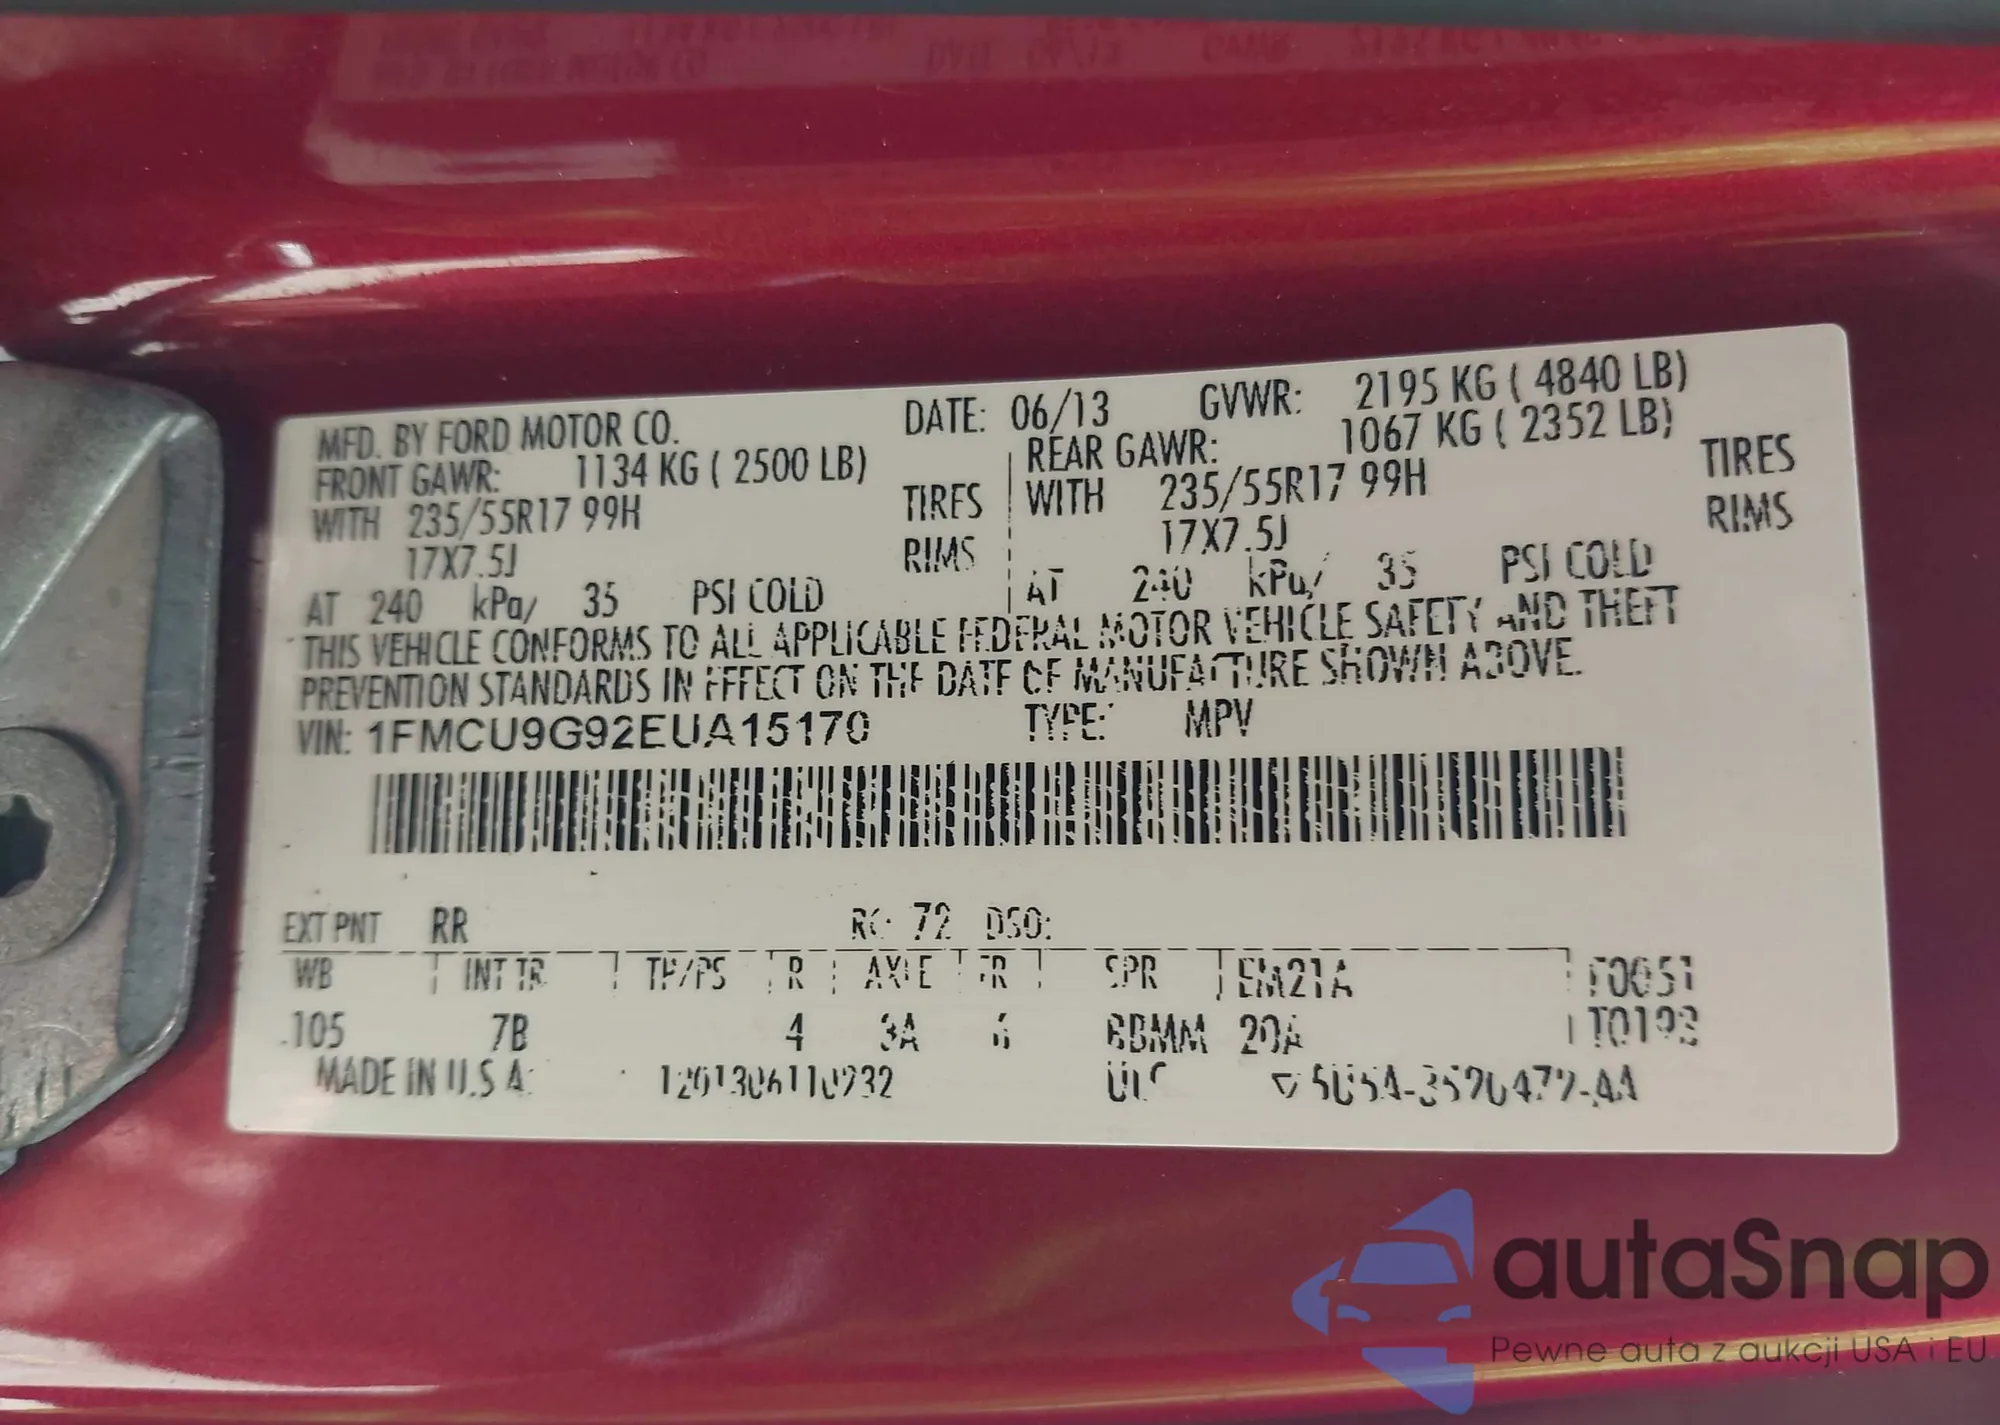 MFD. BY FORD MOTOR CO. DATE: 06/13 GVWR: 2195 KG ( 4840 LB)
FRONT GAWR: 1134 KG ( 2500 LB) REAR GAWR: 1067 KG ( 2352 LB)
WITH 235/55R17 99H TIRES WITH 235/55R17 99H TIRES
17X7.5J RIMS 17X7.5J RIMS
AT 240 kPa/ 35 PSI COLD AT 240 kPa/ 35 PSI COLD
THIS VEHICLE CONFORMS TO ALL APPLICABLE FEDERAL MOTOR VEHICLE SAFETY AND THEFT
PREVENTION STANDARDS IN EFFECT ON THE DATE OF MANUFACTURE SHOWN ABOVE.
VIN: 1FMCU9G92EUA15170 TYPE: MPV
EXT PNT RR RC: 72 DSO:
WB INT TR TP/PS R AXLE TR SPR EM21A F0051
105 7B 4 3A 6 BBMM 20A
MADE IN U.S.A.
autaSnap
Pewne auta z aukcji USA i EU